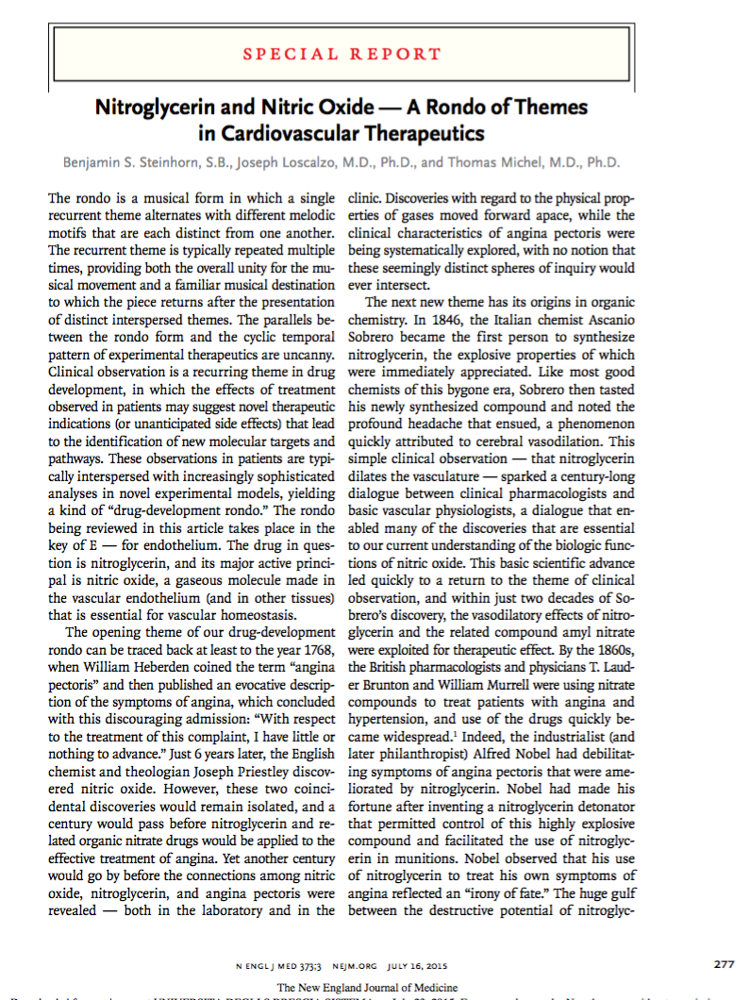 SPECIAL REPORT
Nitroglycerin and Nitric Oxide — A Rondo of Themes
in Cardiovascular Therapeutics
Benjamin S. Steinhorn, S.B., Joseph Loscalzo, M.D., Ph.D., and Thomas Michel, M.D., Ph.D.
The rondo is a musical form in which a single
recurrent theme alternates with different melodic
motifs that are each distinct from one another.
The recurrent theme is typically repeated multiple
times, providing both the overall unity for the mu-
sical movement and a familiar musical destination
to which the piece returns after the presentation
of distinct interspersed themes. The parallels be-
tween the rondo form and the cyclic temporal
pattern of experimental therapeutics are uncanny.
Clinical observation is a recurring theme in drug
development, in which the effects of treatment
observed in patients may suggest novel therapeutic
indications (or unanticipated side effects) that lead
to the identification of new molecular targets and
pathways. These observations in patients are typi-
cally interspersed with increasingly sophisticated
analyses in novel experimental models, yielding
a kind of “drug-development rondo.” The rondo
being reviewed in this article takes place in the
key of E — for endothelium. The drug in ques-
tion is nitroglycerin, and its major active princi-
pal is nitric oxide, a gaseous molecule made in
the vascular endothelium (and in other tissues)
that is essential for vascular homeostasis.
The opening theme of our drug-development
rondo can be traced back at least to the year 1768,
when William Heberden coined the term “angina
pectoris” and then published an evocative descrip-
tion of the symptoms of angina, which concluded
with this discouraging admission: “With respect
to the treatment of this complaint, I have little or
nothing to advance.” Just 6 years later, the English
chemist and theologian Joseph Priestley discov-
ered nitric oxide. However, these two coinci-
dental discoveries would remain isolated, and a
century would pass before nitroglycerin and re-
lated organic nitrate drugs would be applied to the
effective treatment of angina. Yet another century
would go by before the connections among nitric
oxide, nitroglycerin, and angina pectoris were
revealed — both in the laboratory and in the
clinic. Discoveries with regard to the physical prop-
erties of gases moved forward apace, while the
clinical characteristics of angina pectoris were
being systematically explored, with no notion that
these seemingly distinct spheres of inquiry would
ever intersect.
The next new theme has its origins in organic
chemistry. In 1846, the Italian chemist Ascanio
Sobrero became the first person to synthesize
nitroglycerin, the explosive properties of which
were immediately appreciated. Like most good
chemists of this bygone era, Sobrero then tasted
his newly synthesized compound and noted the
profound headache that ensued, a phenomenon
quickly attributed to cerebral vasodilation. This
simple clinical observation — that nitroglycerin
dilates the vasculature — sparked a century-long
dialogue between clinical pharmacologists and
basic vascular physiologists, a dialogue that en-
abled many of the discoveries that are essential
to our current understanding of the biologic func-
tions of nitric oxide. This basic scientific advance
led quickly to a return to the theme of clinical
observation, and within just two decades of So-
brero’s discovery, the vasodilatory effects of nitro-
glycerin and the related compound amyl nitrate
were exploited for therapeutic effect. By the 1860s,
the British pharmacologists and physicians T. Laud-
er Brunton and William Murrell were using nitrate
compounds to treat patients with angina and
hypertension, and use of the drugs quickly be-
came widespread.1 Indeed, the industrialist (and
later philanthropist) Alfred Nobel had debilitat-
ing symptoms of angina pectoris that were ame-
liorated by nitroglycerin. Nobel had made his
fortune after inventing a nitroglycerin detonator
that permitted control of this highly explosive
compound and facilitated the use of nitroglyc-
erin in munitions. Nobel observed that his use
of nitroglycerin to treat his own symptoms of
angina reflected an “irony of fate.” The huge gulf
between the destructive potential of nitroglyc-
N ENGL J MED 373;3 NEJM.ORG JULY 16, 2015 277
The New England Journal of Medicine